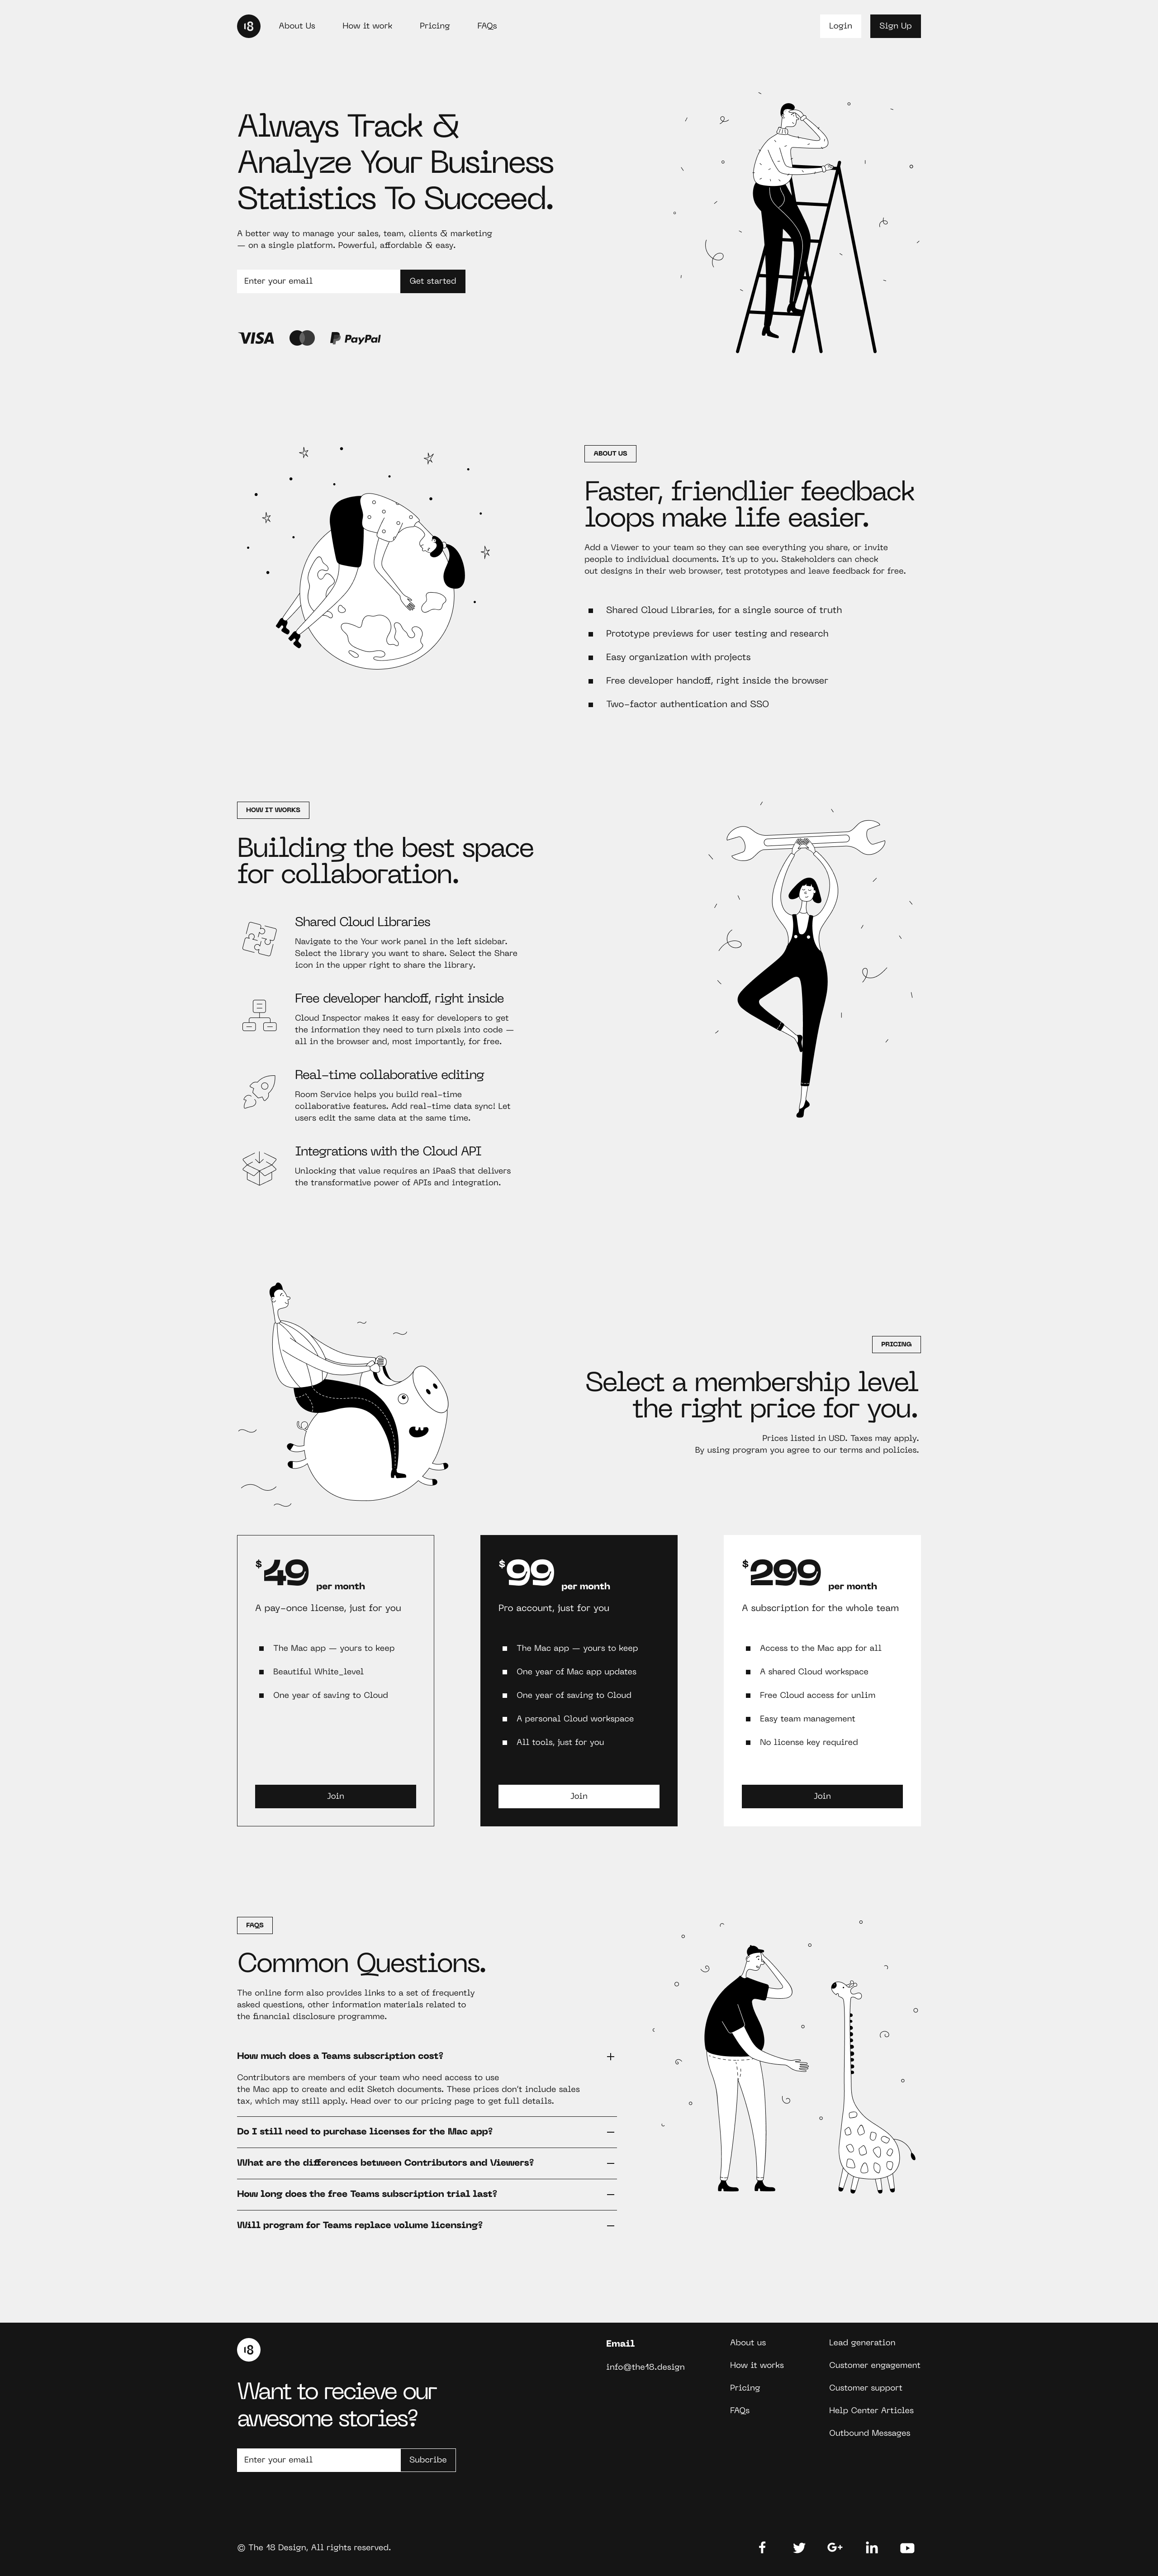 18
About Us
How it work
Pricing
FAQs
Login
Sign Up
Always Track &
Analyze Your Business
Statistics To Succeed.
A better way to manage your sales, team, clients & marketing
— on a single platform. Powerful, affordable & easy.
Enter your email
Get started
VISA
PayPal
ABOUT US
Faster, friendlier feedback
loops make life easier.
Add a Viewer to your team so they can see everything you share, or invite
people to individual documents. It's up to you. Stakeholders can check
out designs in their web browser, test prototypes and leave feedback for free.
Shared Cloud Libraries, for a single source of truth
Prototype previews for user testing and research
Easy organization with projects
Free developer handoff, right inside the browser
Two-factor authentication and SSO
HOW IT WORKS
Building the best space
for collaboration.
Shared Cloud Libraries
Navigate to the Your work panel in the left sidebar.
Select the library you want to share. Select the Share
icon in the upper right to share the library.
Free developer handoff, right inside
Cloud Inspector makes it easy for developers to get
the information they need to turn pixels into code —
all in the browser and, most importantly, for free.
Real-time collaborative editing
Room Service helps you build real-time
collaborative features. Add real-time data sync! Let
users edit the same data at the same time.
Integrations with the Cloud API
Unlocking that value requires an iPaaS that delivers
the transformative power of APIs and integration.
PRICING
Select a membership level
the right price for you.
Prices listed in USD. Taxes may apply.
By using program you agree to our terms and policies.
$49 per month
A pay-once license, just for you
The Mac app — yours to keep
Beautiful White_level
One year of saving to Cloud
Join
$99 per month
Pro account, just for you
The Mac app — yours to keep
One year of Mac app updates
One year of saving to Cloud
A personal Cloud workspace
All tools, just for you
Join
$299 per month
A subscription for the whole team
Access to the Mac app for all
A shared Cloud workspace
Free Cloud access for unlim
Easy team management
No license key required
Join
FAQS
Common Questions.
The online form also provides links to a set of frequently
asked questions, other information materials related to
the financial disclosure programme.
How much does a Teams subscription cost?
Contributors are members of your team who need access to use
the Mac app to create and edit Sketch documents. These prices don't include sales
tax, which may still apply. Head over to our pricing page to get full details.
Do I still need to purchase licenses for the Mac app?
What are the differences between Contributors and Viewers?
How long does the free Teams subscription trial last?
Will program for Teams replace volume licensing?
18
Want to recieve our
awesome stories?
Enter your email
Subcribe
Email
info@the18.design
About us
How it works
Pricing
FAQs
Lead generation
Customer engagement
Customer support
Help Center Articles
Outbound Messages
© The 18 Design, All rights reserved.